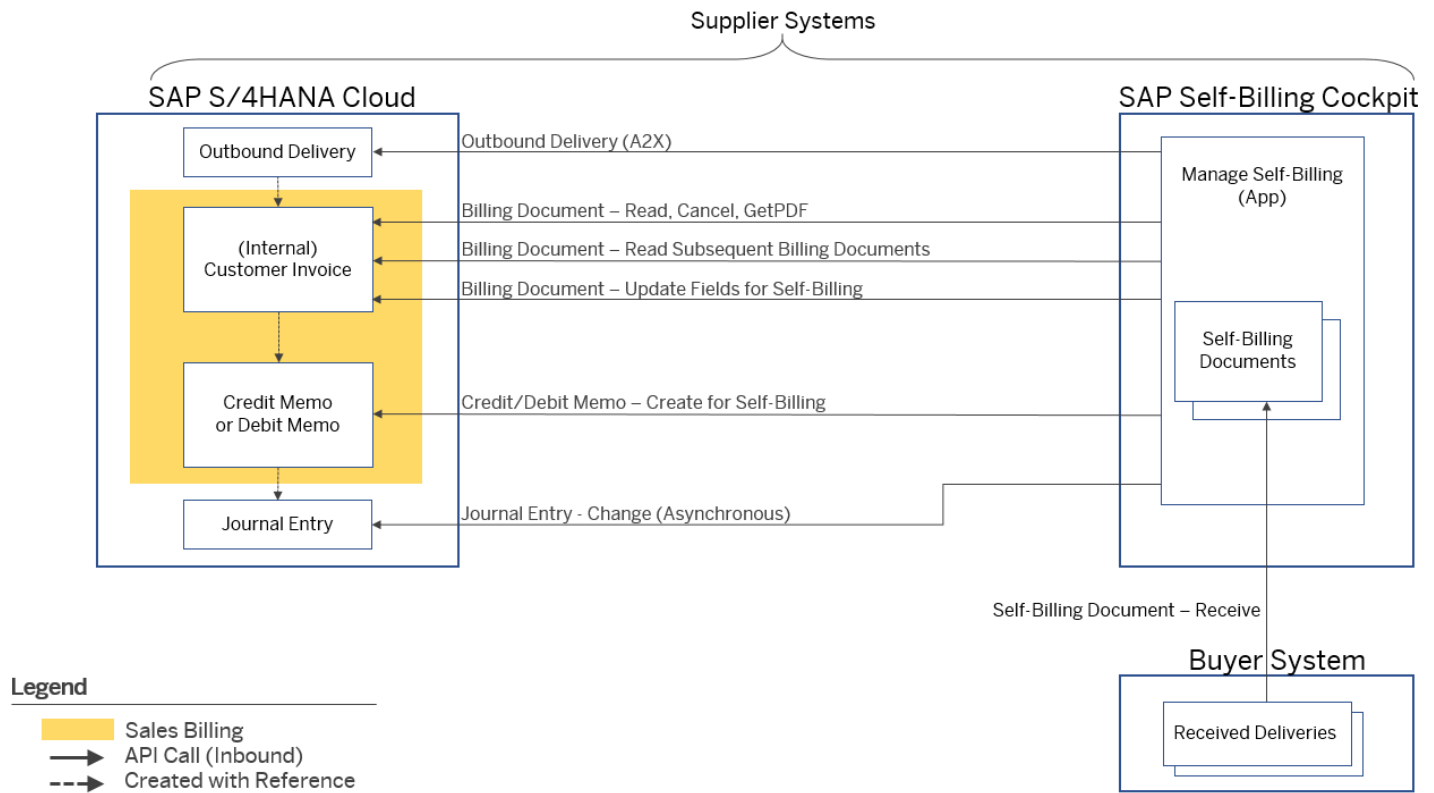 Supplier Systems
SAP S/4HANA Cloud
SAP Self-Billing Cockpit
Outbound Delivery
Outbound Delivery (A2X)
Manage Self-Billing
(App)
Billing Document – Read, Cancel, GetPDF
(Internal)
Customer Invoice
Billing Document – Read Subsequent Billing Documents
Billing Document – Update Fields for Self-Billing
Self-Billing
Documents
Credit Memo
or Debit Memo
Credit/Debit Memo – Create for Self-Billing
Journal Entry
Journal Entry - Change (Asynchronous)
Self-Billing Document – Receive
Buyer System
Received Deliveries
Legend
Sales Billing
API Call (Inbound)
Created with Reference